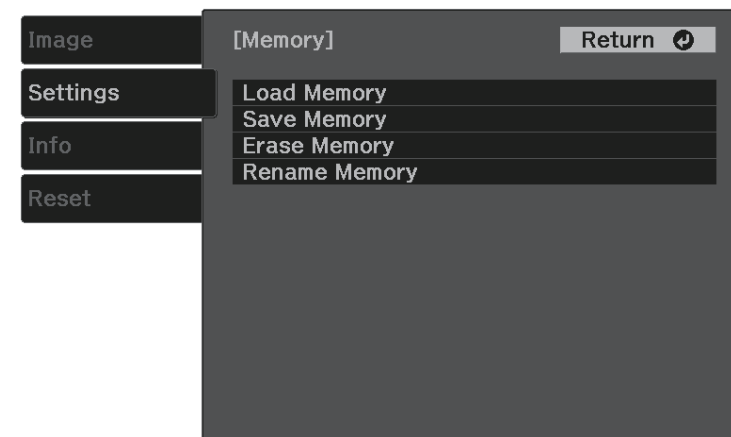 Image
Settings
Info
Reset
[Memory]
Return
Load Memory
Save Memory
Erase Memory
Rename Memory